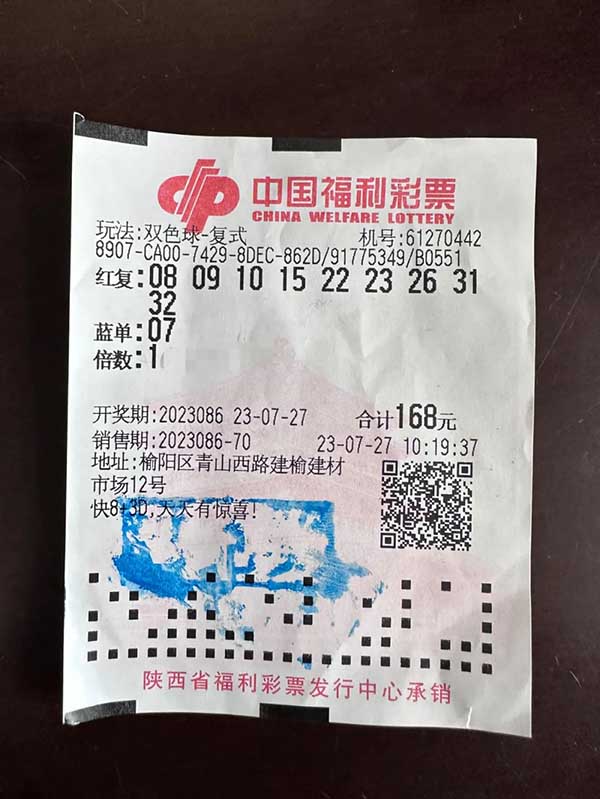 中国福利彩票
CHINA WELFARE LOTTERY
玩法:双色球-复式 机号:61270442
8907-CA00-7429-8DEC-862D/91775349/B0551
红复:08 09 10 15 22 23 26 31
32
蓝单:07
倍数:1
开奖期:2023086 23-07-27 合计168元
销售期:2023086-70 23-07-27 10:19:37
地址:榆阳区青山西路建榆建材
市场12号
快8+3D,天天有惊喜!
陕西省福利彩票发行中心承销